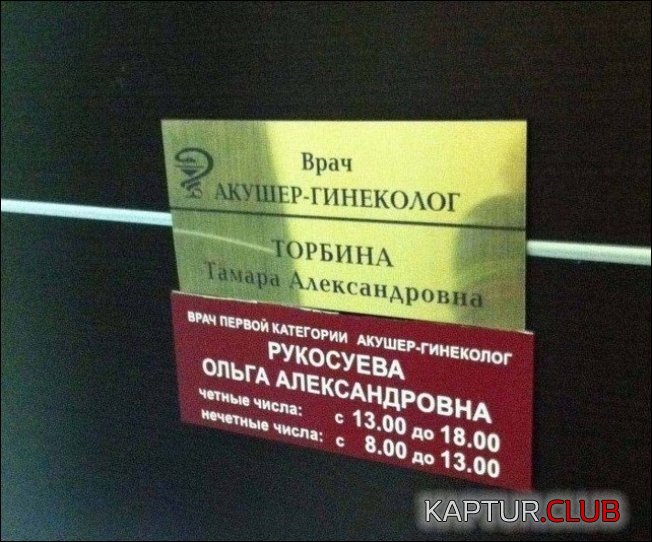 Врач
АКУШЕР-ГИНЕКОЛОГ
ТОРБИНА
Тамара Александровна
ВРАЧ ПЕРВОЙ КАТЕГОРИИ АКУШЕР-ГИНЕКОЛОГ
РУКОСУЕВА
ОЛЬГА АЛЕКСАНДРОВНА
четные числа: с 13.00 до 18.00
нечетные числа: с 8.00 до 13.00
KAPTUR.CLUB